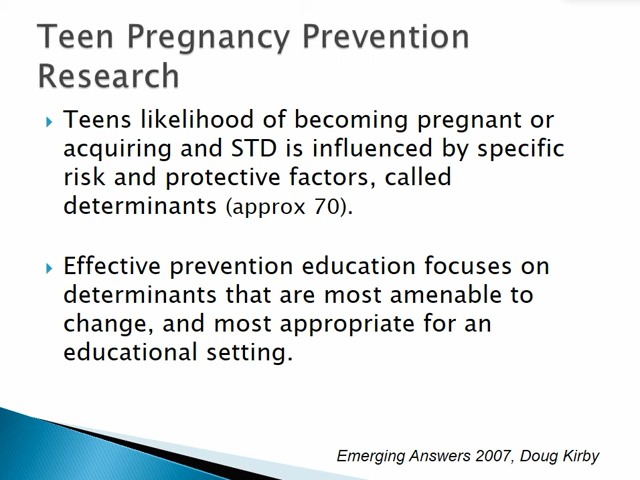 Teen Pregnancy Prevention
Research
Teens likelihood of becoming pregnant or
acquiring and STD is influenced by specific
risk and protective factors, called
determinants (approx 70).
Effective prevention education focuses on
determinants that are most amenable to
change, and most appropriate for an
educational setting.
Emerging Answers 2007, Doug Kirby